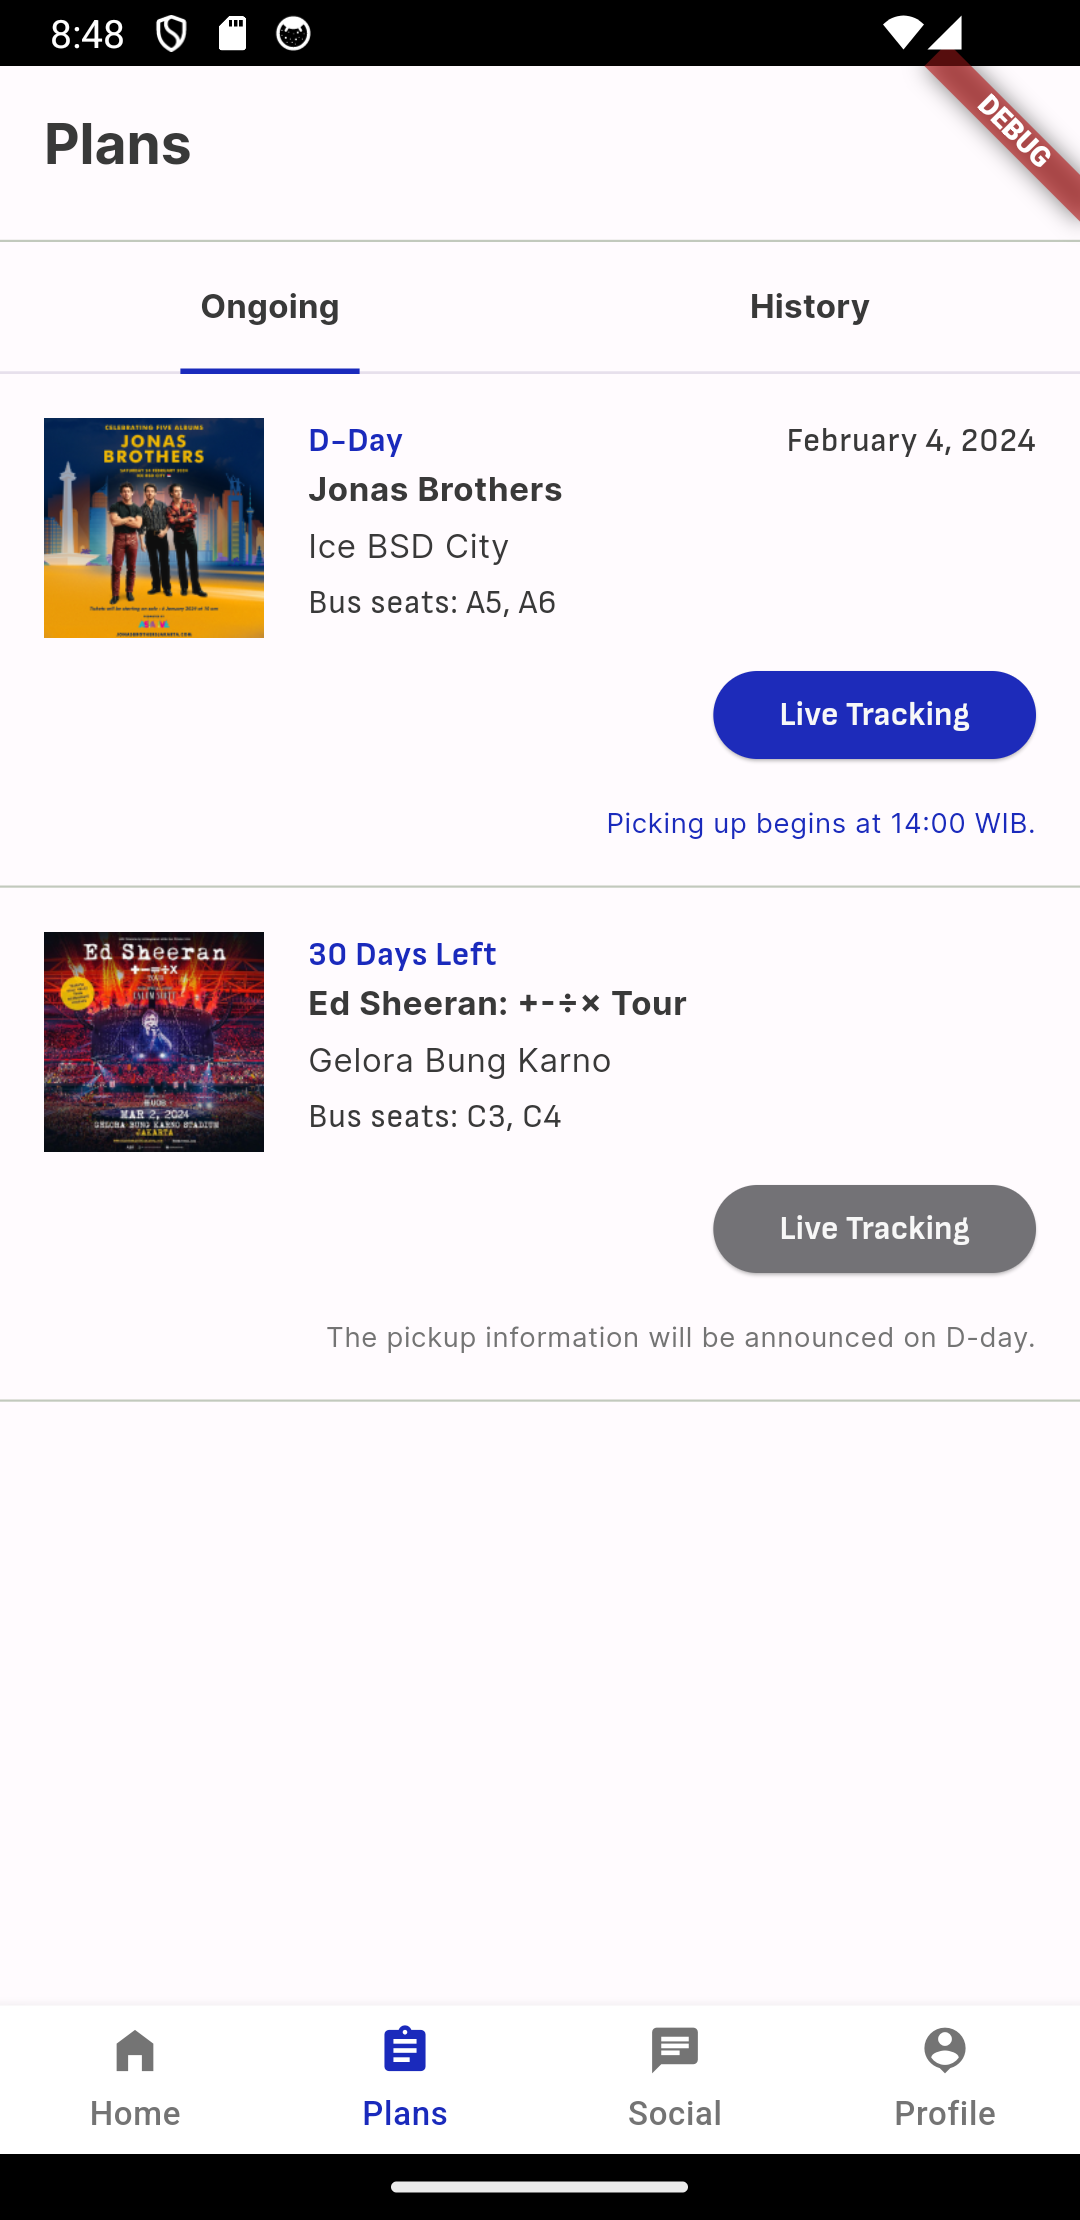 8:48
DEBUG
Plans
Ongoing
History
CELEBRATING FIVE ALBUMS
JONAS
BROTHERS
D-Day
February 4, 2024
Jonas Brothers
Ice BSD City
Bus seats: A5, A6
Live Tracking
Picking up begins at 14:00 WIB.
Ed Sheeran
+-=÷x
MAR 2, 2024
GELORA BUNG KARNO STADIUM
JAKARTA
30 Days Left
Ed Sheeran: +-÷× Tour
Gelora Bung Karno
Bus seats: C3, C4
Live Tracking
The pickup information will be announced on D-day.
Home
Plans
Social
Profile